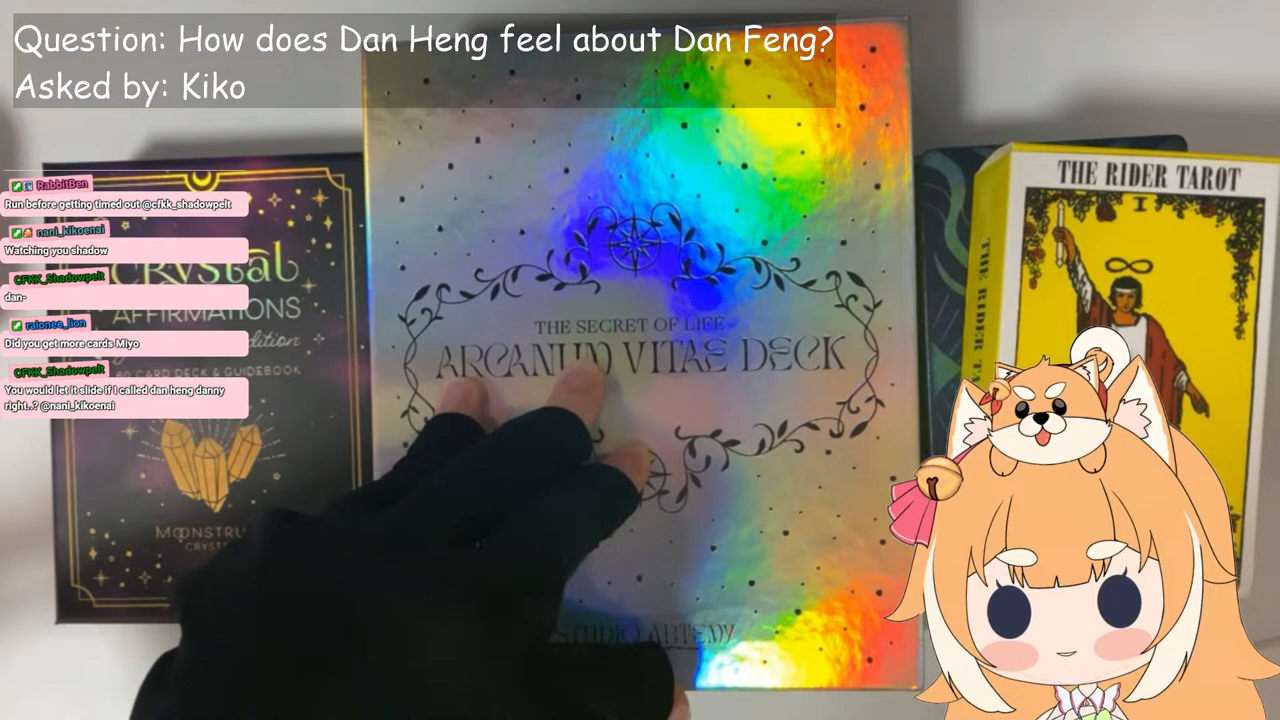 Question: How does Dan Heng feel about Dan Feng?
Asked by: Kiko
RabbitBen
Run before getting timed out @cfkk_shadowpelt
nani_kikoenai
Watching you shadow
CFKK_Shadowpelt
dan-
raionee_lion
Did you get more cards Miyo
CFKK_Shadowpelt
You would let it slide if I called dan heng danny
right..? @nani_kikoenai
Crystal
AFFIRMATIONS
CARD DECK & GUIDEBOOK
THE SECRET OF LIFE
ARCANUM VITAE DECK
STUDIO ARTEMY
THE RIDER TAROT
I